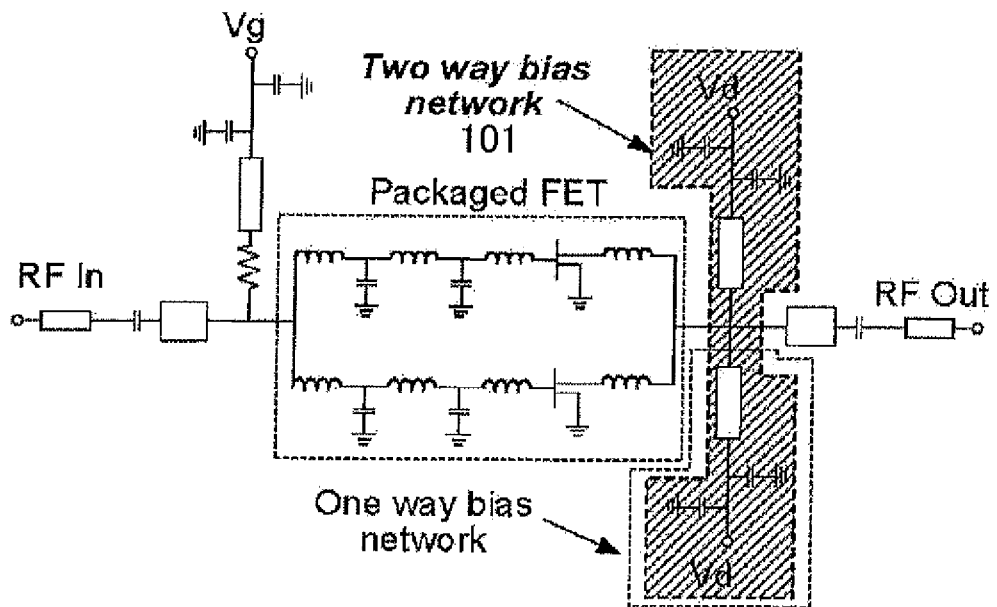 Vg
Two way bias
network
101
Vd
Packaged FET
RF In
RF Out
One way bias
network
Vd